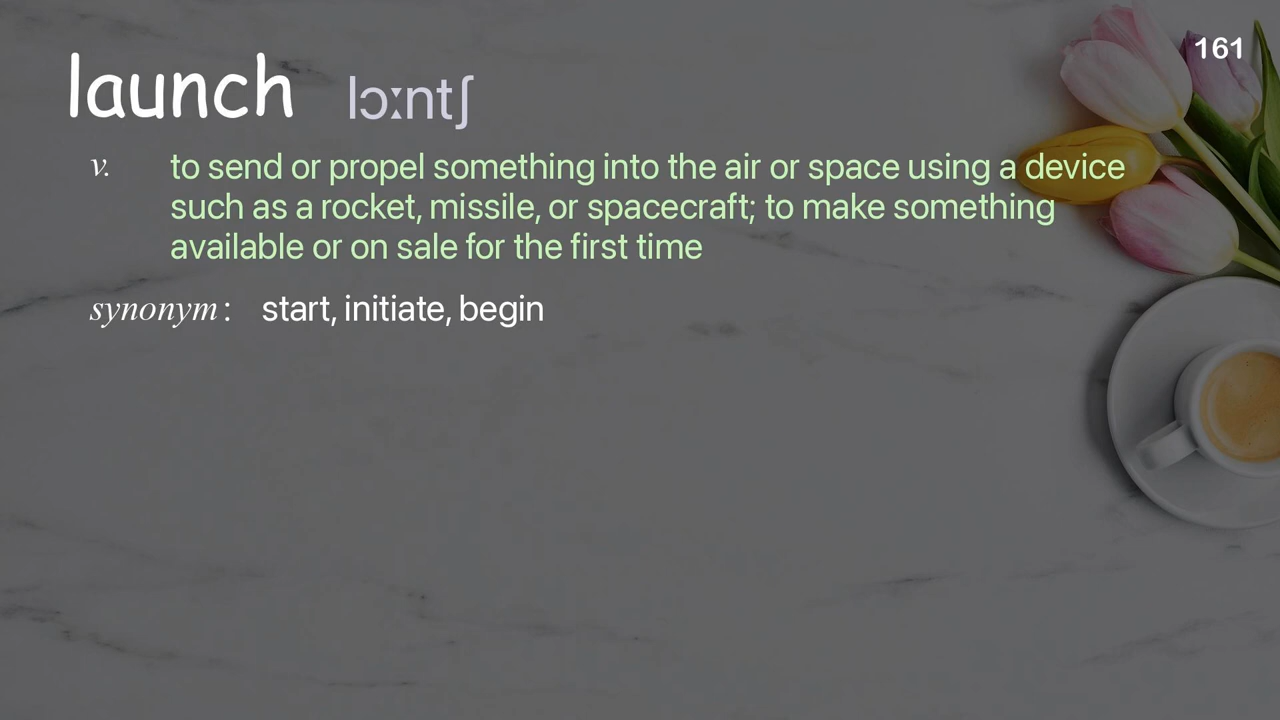 161
launch lɔːntʃ
v. to send or propel something into the air or space using a device
such as a rocket, missile, or spacecraft; to make something
available or on sale for the first time
synonym : start, initiate, begin